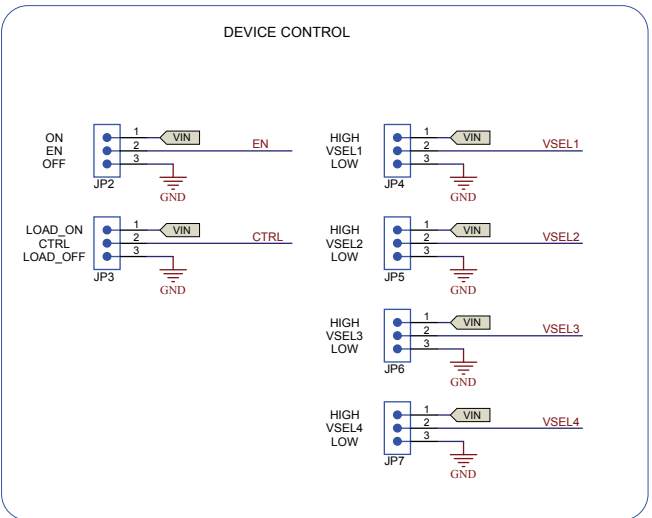 DEVICE CONTROL
ON
EN
OFF
1
2
3
VIN
EN
GND
JP2
LOAD_ON
CTRL
LOAD_OFF
1
2
3
VIN
CTRL
GND
JP3
HIGH
VSEL1
LOW
1
2
3
VIN
VSEL1
GND
JP4
HIGH
VSEL2
LOW
1
2
3
VIN
VSEL2
GND
JP5
HIGH
VSEL3
LOW
1
2
3
VIN
VSEL3
GND
JP6
HIGH
VSEL4
LOW
1
2
3
VIN
VSEL4
GND
JP7